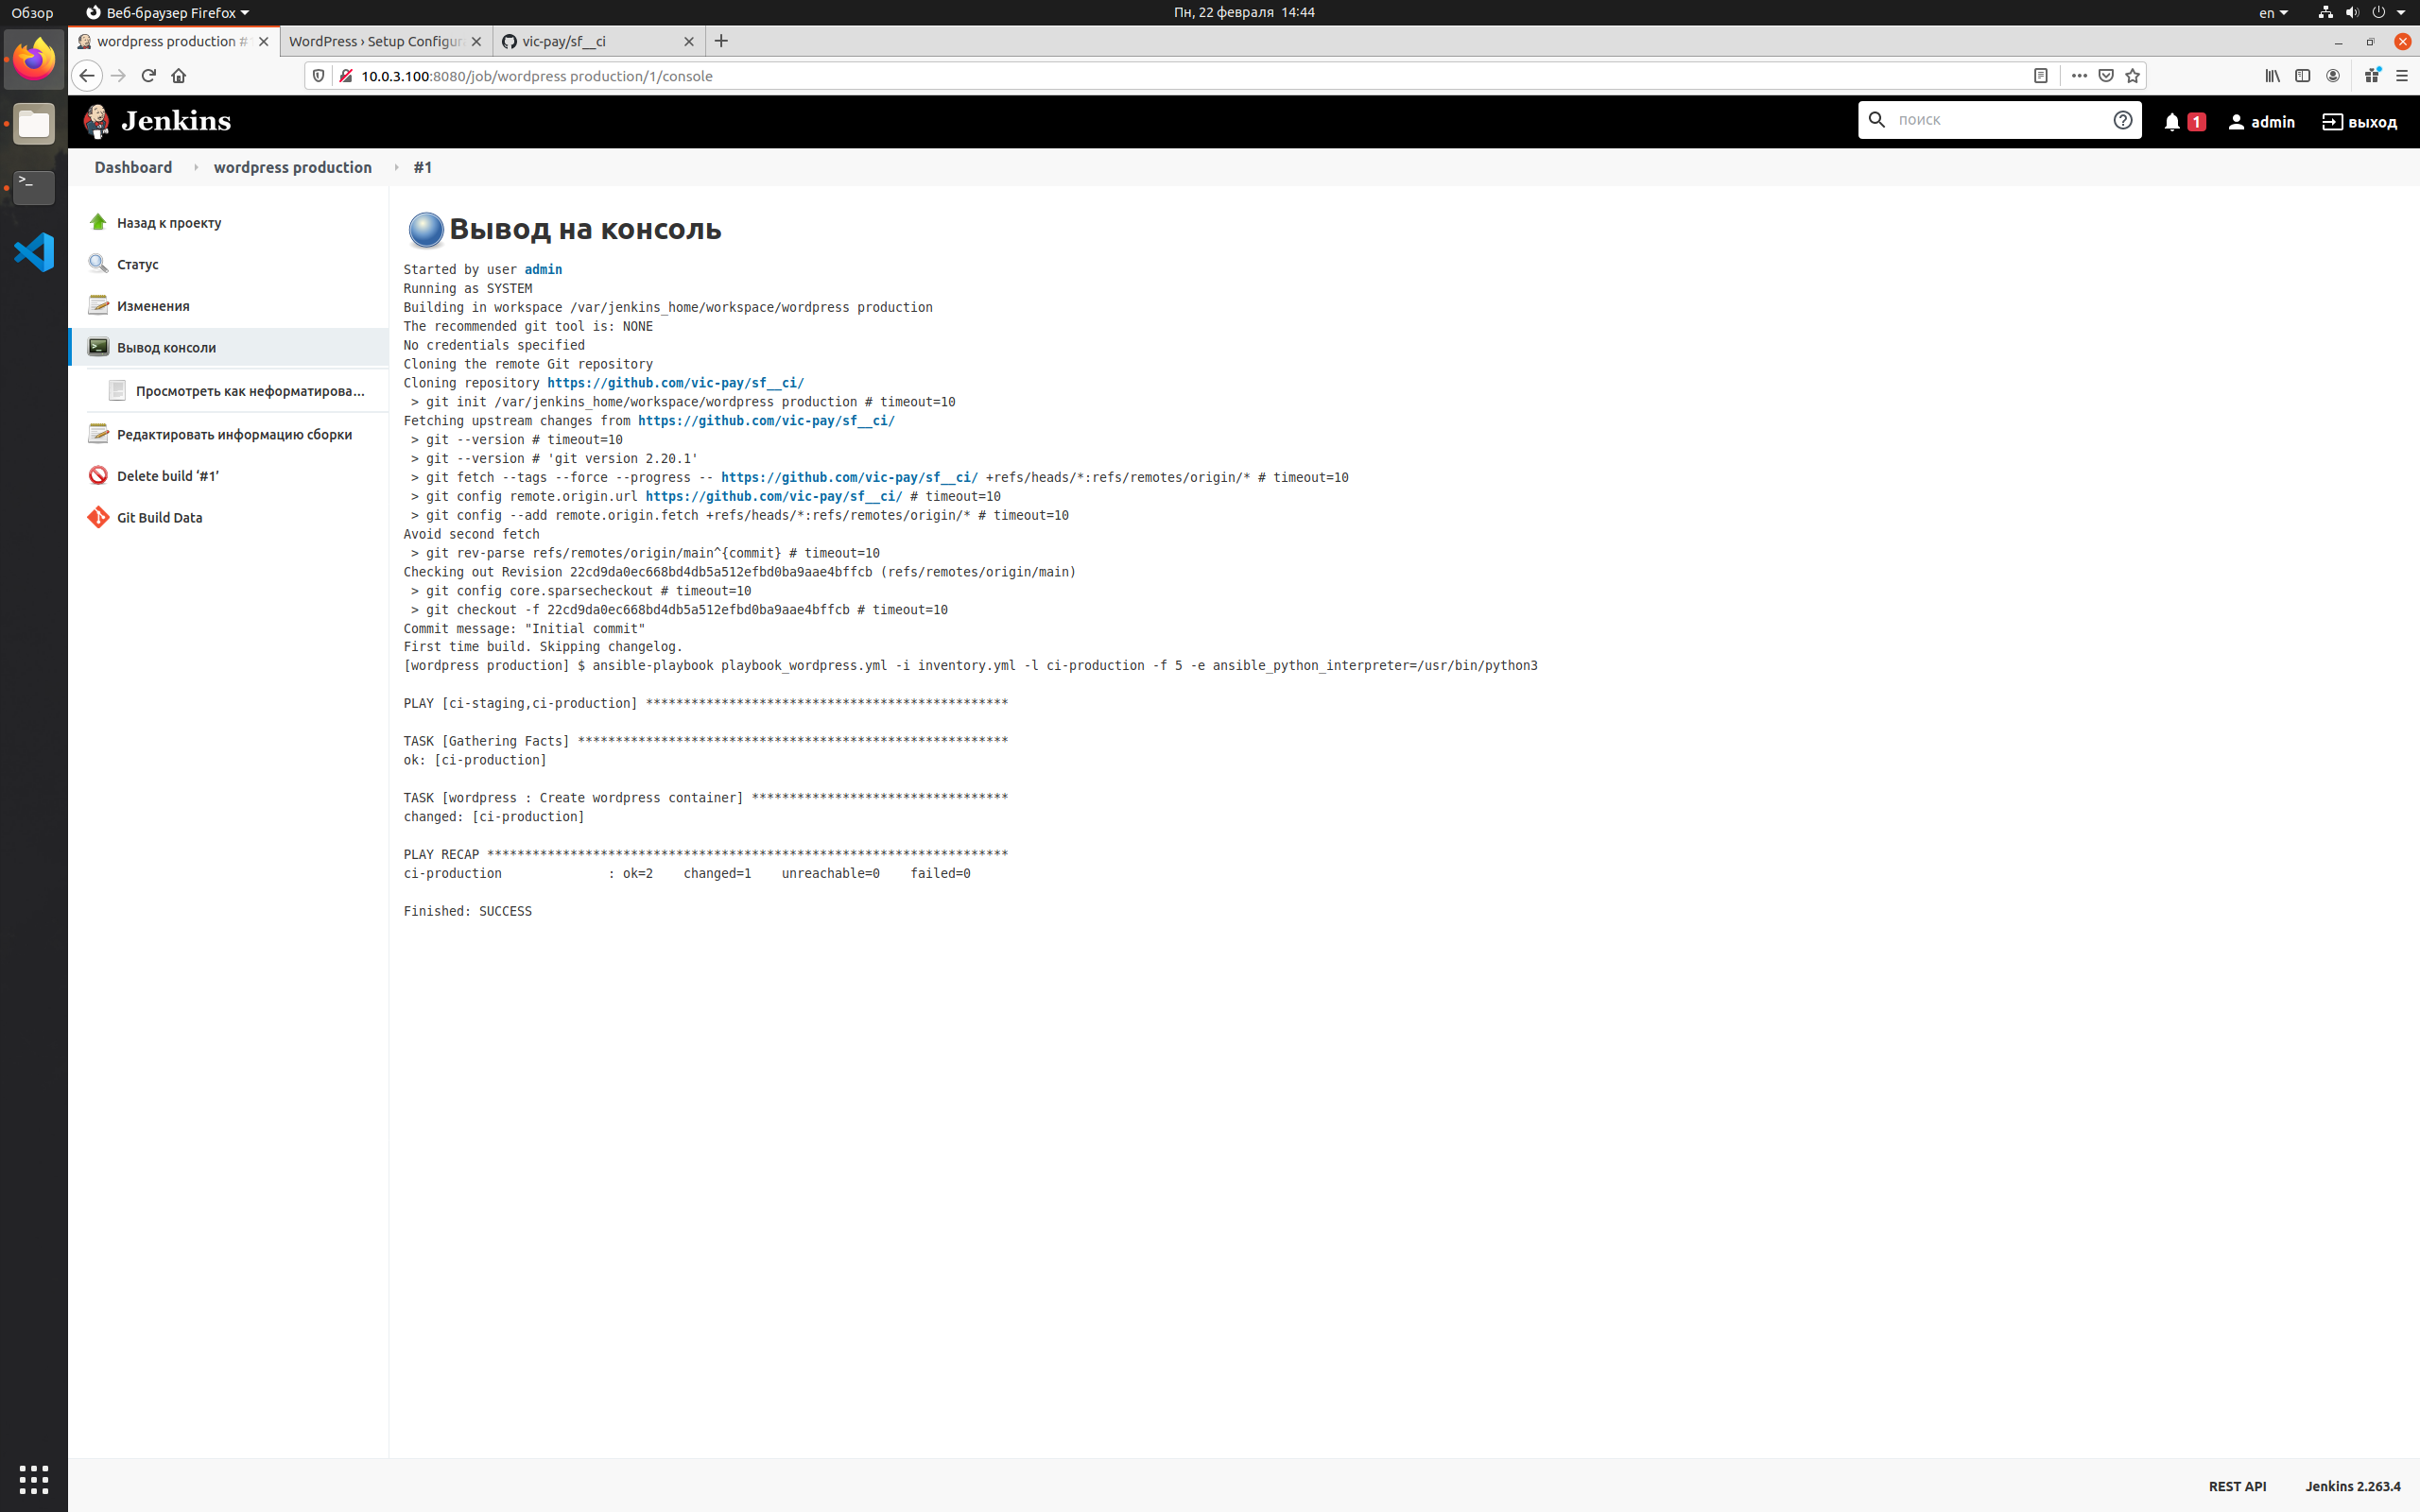 Обзор
Веб-браузер Firefox
Пн, 22 февраля 14:44
en
wordpress production #
WordPress › Setup Configur
vic-pay/sf__ci
10.0.3.100:8080/job/wordpress production/1/console
Jenkins
поиск
1
admin
выход
Dashboard
wordpress production
#1
Назад к проекту
Статус
Изменения
Вывод консоли
Просмотреть как неформатирова...
Редактировать информацию сборки
Delete build ‘#1’
Git Build Data
Вывод на консоль
Started by user admin
Running as SYSTEM
Building in workspace /var/jenkins_home/workspace/wordpress production
The recommended git tool is: NONE
No credentials specified
Cloning the remote Git repository
Cloning repository https://github.com/vic-pay/sf__ci/
> git init /var/jenkins_home/workspace/wordpress production # timeout=10
Fetching upstream changes from https://github.com/vic-pay/sf__ci/
> git --version # timeout=10
> git --version # 'git version 2.20.1'
> git fetch --tags --force --progress -- https://github.com/vic-pay/sf__ci/ +refs/heads/*:refs/remotes/origin/* # timeout=10
> git config remote.origin.url https://github.com/vic-pay/sf__ci/ # timeout=10
> git config --add remote.origin.fetch +refs/heads/*:refs/remotes/origin/* # timeout=10
Avoid second fetch
> git rev-parse refs/remotes/origin/main^{commit} # timeout=10
Checking out Revision 22cd9da0ec668bd4db5a512efbd0ba9aae4bffcb (refs/remotes/origin/main)
> git config core.sparsecheckout # timeout=10
> git checkout -f 22cd9da0ec668bd4db5a512efbd0ba9aae4bffcb # timeout=10
Commit message: "Initial commit"
First time build. Skipping changelog.
[wordpress production] $ ansible-playbook playbook_wordpress.yml -i inventory.yml -l ci-production -f 5 -e ansible_python_interpreter=/usr/bin/python3
PLAY [ci-staging,ci-production] ************************************************
TASK [Gathering Facts] *********************************************************
ok: [ci-production]
TASK [wordpress : Create wordpress container] **********************************
changed: [ci-production]
PLAY RECAP *********************************************************************
ci-production              : ok=2    changed=1    unreachable=0    failed=0
Finished: SUCCESS
REST API
Jenkins 2.263.4